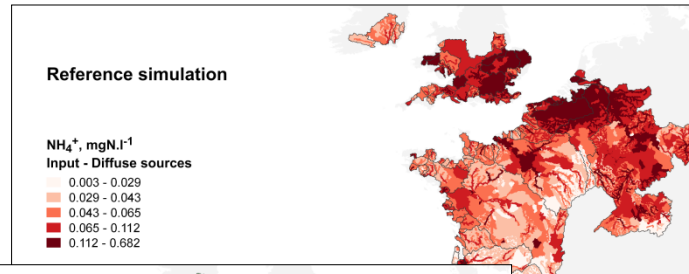 Reference simulation
NH₄⁺, mgN.l⁻¹
Input - Diffuse sources
0.003 - 0.029
0.029 - 0.043
0.043 - 0.065
0.065 - 0.112
0.112 - 0.682